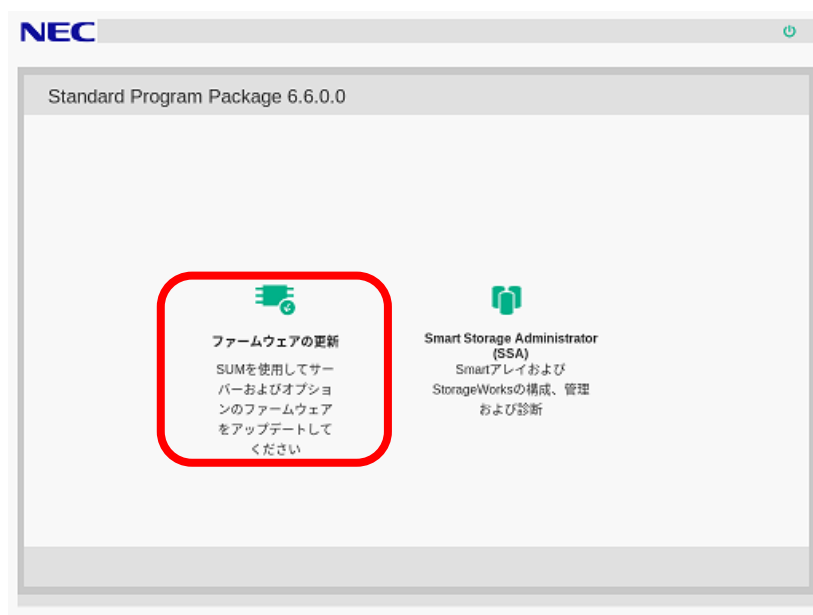 NEC
Standard Program Package 6.6.0.0
ファームウェアの更新
SUMを使用してサー
バーおよびオプショ
ンのファームウェア
をアップデートして
ください
Smart Storage Administrator
(SSA)
Smartアレイおよび
StorageWorksの構成、管理
および診断